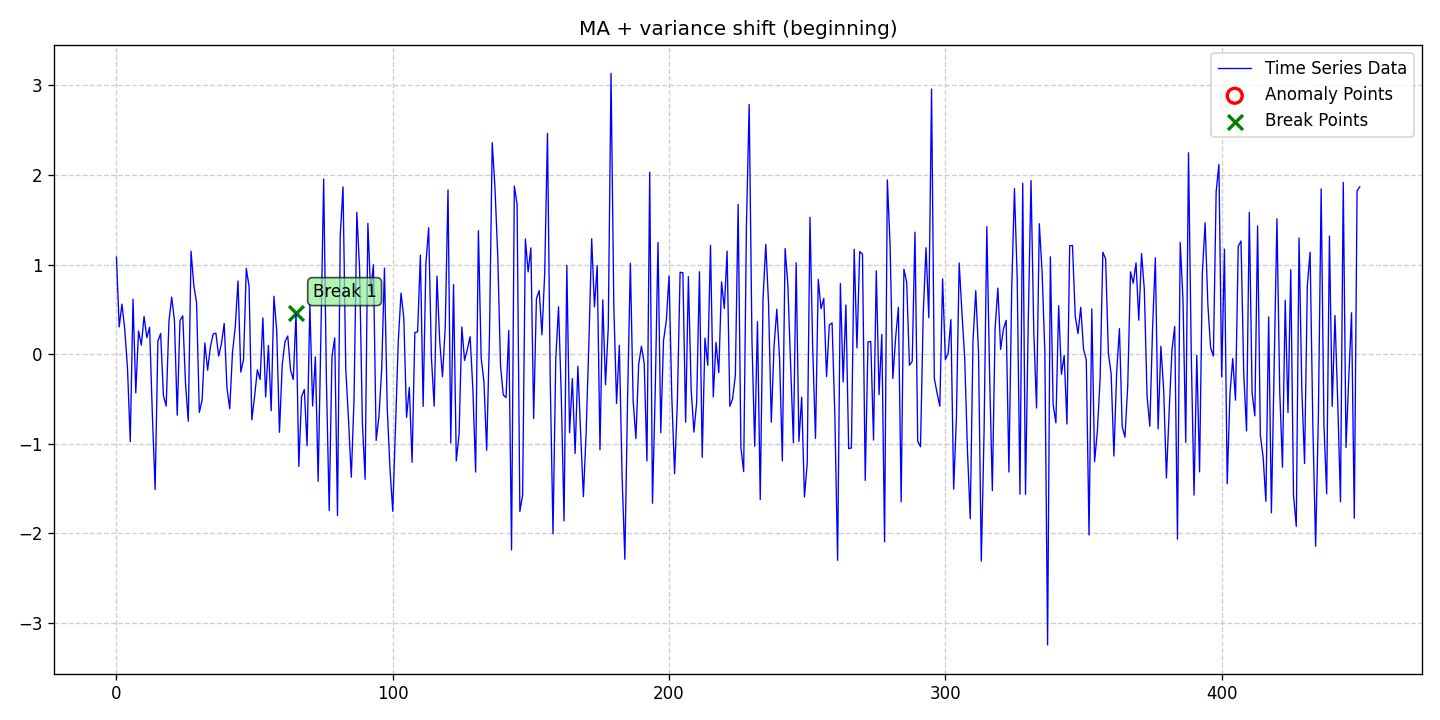 MA + variance shift (beginning)
Time Series Data
Anomaly Points
Break Points
Break 1
3
2
1
0
−1
−2
−3
0
100
200
300
400